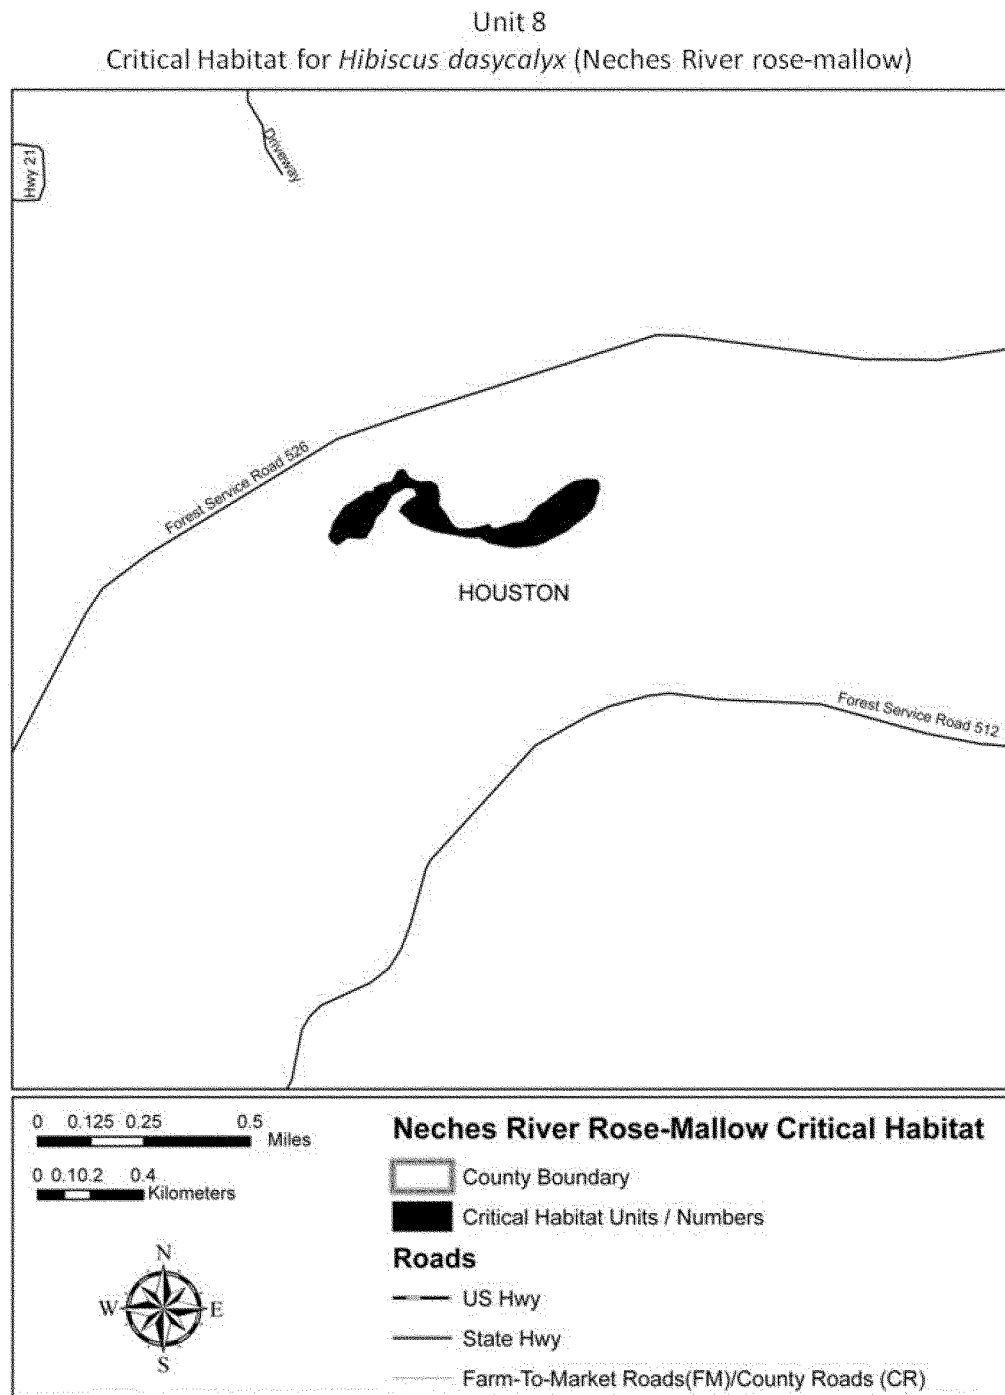 Unit 8
Critical Habitat for Hibiscus dasycalyx (Neches River rose-mallow)
Driveway
Hwy 21
Forest Service Road 526
HOUSTON
Forest Service Road 512
0 0.125 0.25 0.5
Miles
0 0.10.2 0.4
Kilometers
N
W E
S
Neches River Rose-Mallow Critical Habitat
County Boundary
Critical Habitat Units / Numbers
Roads
US Hwy
State Hwy
Farm-To-Market Roads(FM)/County Roads (CR)